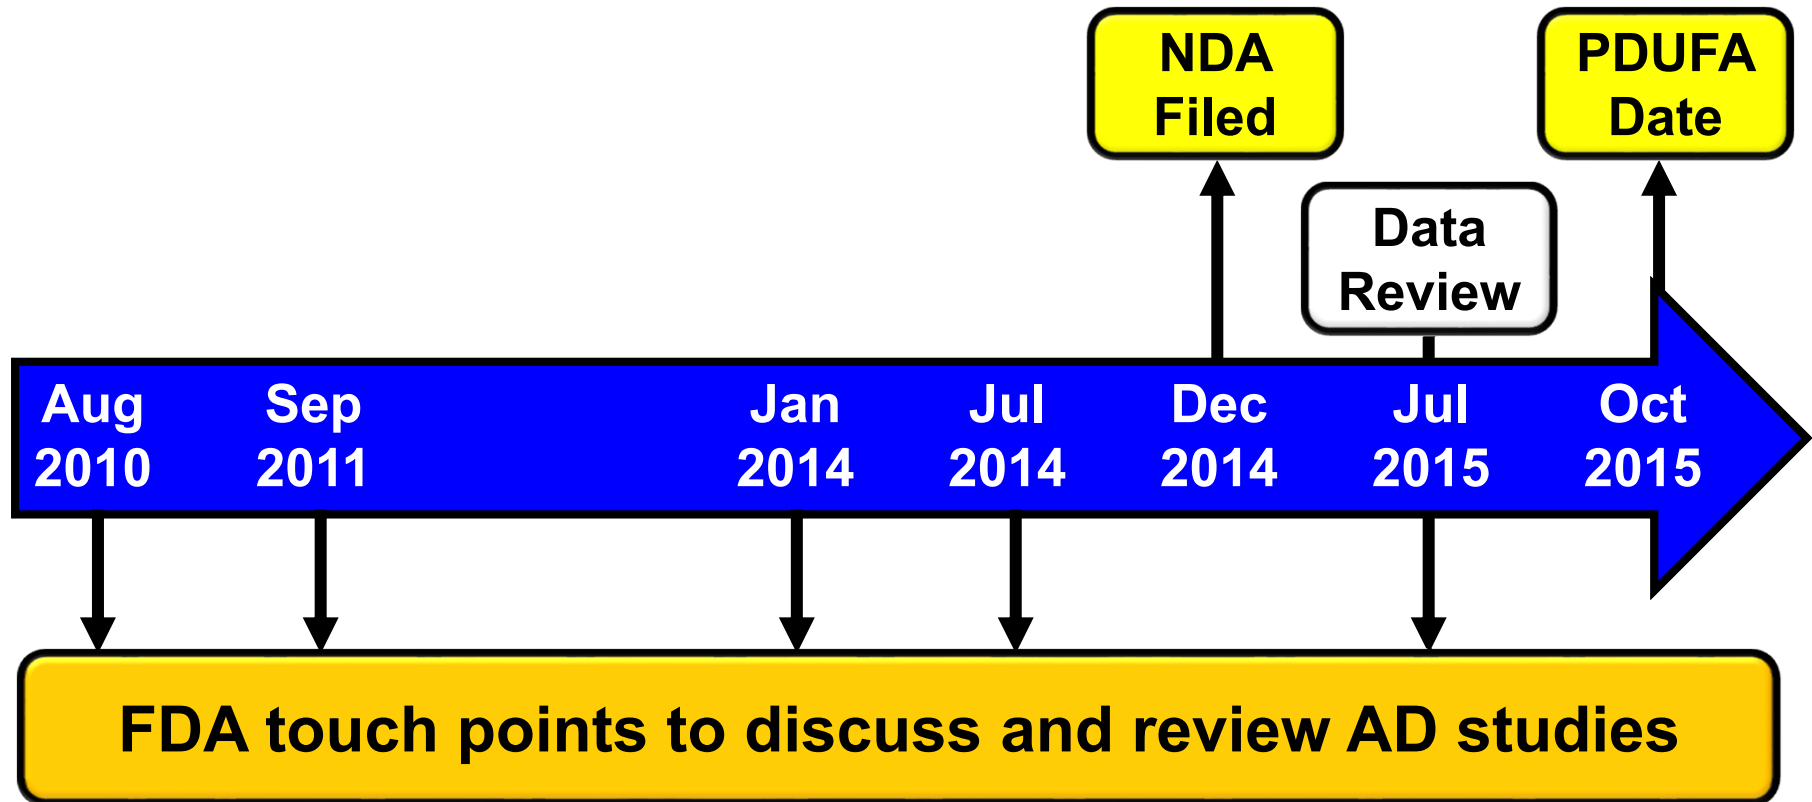 NDA
Filed
PDUFA
Date
Data
Review
Aug
2010
Sep
2011
Jan
2014
Jul
2014
Dec
2014
Jul
2015
Oct
2015
FDA touch points to discuss and review AD studies